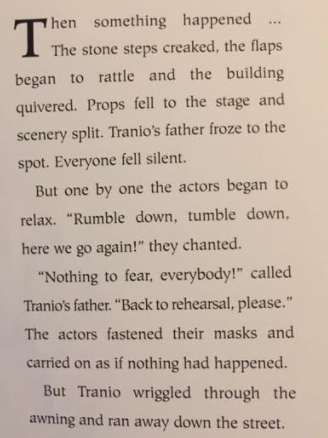 Then something happened ...
The stone steps creaked, the flaps
began to rattle and the building
quivered. Props fell to the stage and
scenery split. Tranio’s father froze to the
spot. Everyone fell silent.
But one by one the actors began to
relax. “Rumble down, tumble down,
here we go again!” they chanted.
“Nothing to fear, everybody!” called
Tranio’s father. “Back to rehearsal, please.”
The actors fastened their masks and
carried on as if nothing had happened.
But Tranio wriggled through the
awning and ran away down the street.